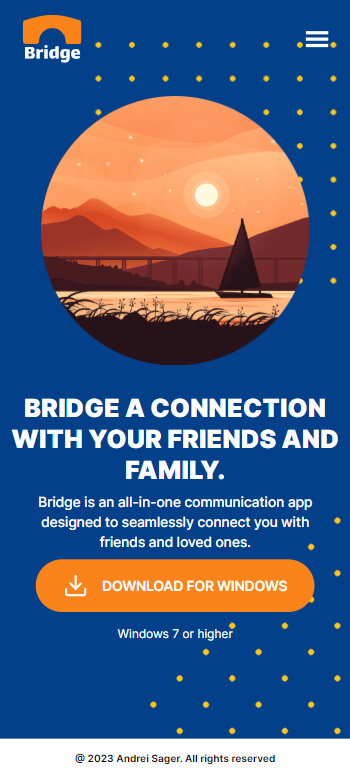 Bridge
BRIDGE A CONNECTION
WITH YOUR FRIENDS AND
FAMILY.
Bridge is an all-in-one communication app
designed to seamlessly connect you with
friends and loved ones.
DOWNLOAD FOR WINDOWS
Windows 7 or higher
@ 2023 Andrei Sager. All rights reserved